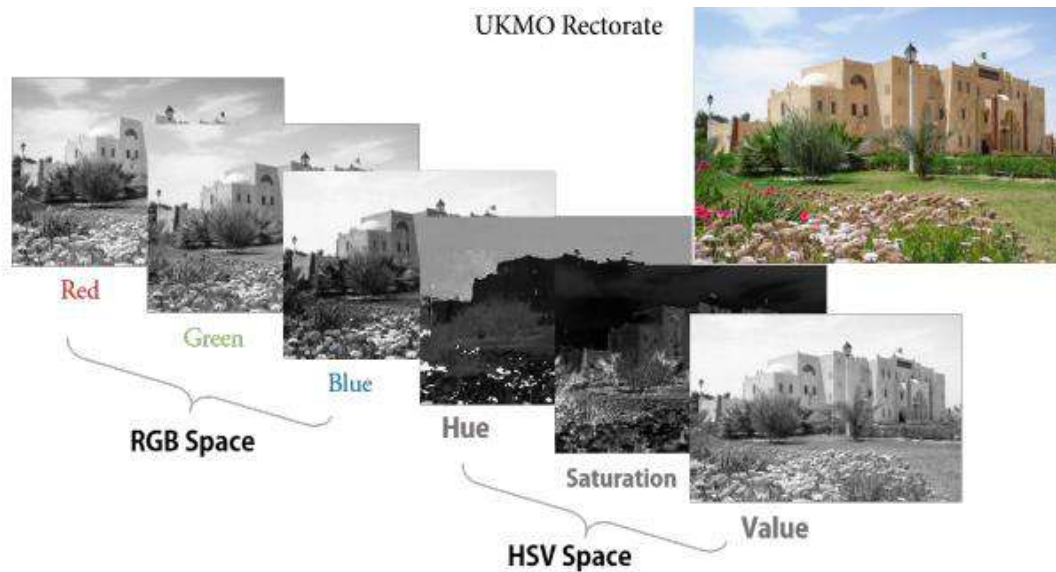 UKMO Rectorate
Red
Green
Blue
RGB Space
Hue
Saturation
Value
HSV Space